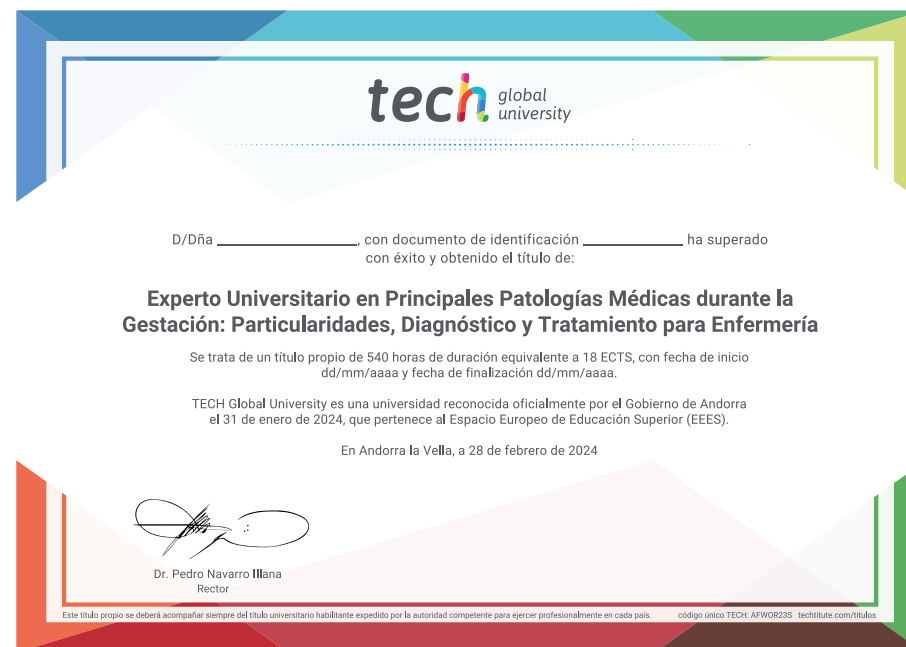 tech global university
D/Dña ____________________, con documento de identificación ______________ ha superado
con éxito y obtenido el título de:
Experto Universitario en Principales Patologías Médicas durante la
Gestación: Particularidades, Diagnóstico y Tratamiento para Enfermería
Se trata de un título propio de 540 horas de duración equivalente a 18 ECTS, con fecha de inicio
dd/mm/aaaa y fecha de finalización dd/mm/aaaa.
TECH Global University es una universidad reconocida oficialmente por el Gobierno de Andorra
el 31 de enero de 2024, que pertenece al Espacio Europeo de Educación Superior (EEES).
En Andorra la Vella, a 28 de febrero de 2024
Dr. Pedro Navarro Illana
Rector
Este título propio se deberá acompañar siempre del título universitario habilitante expedido por la autoridad competente para ejercer profesionalmente en cada país. código único TECH: AFWOR23S techtitute.com/titulos